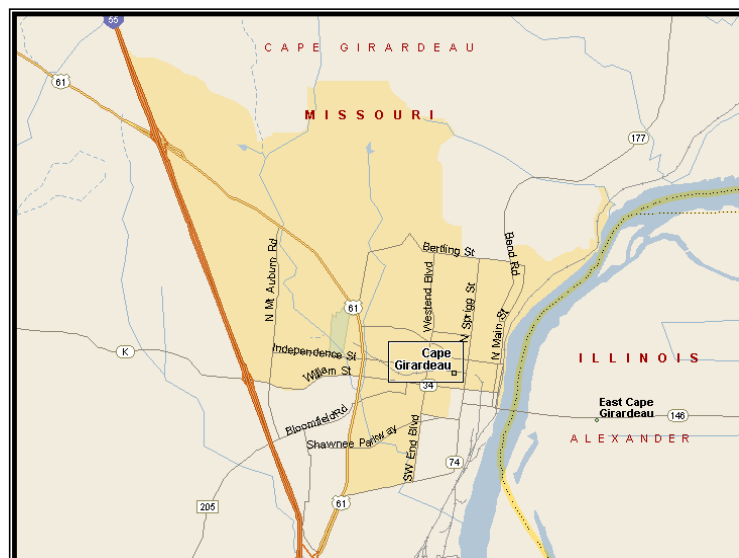 55
CAPE GIRARDEAU
61
MISSOURI
177
Bertling St
Bend Rd
N Mt Auburn Rd
Westend Blvd
N Sprigg St
61
N Main St
K
Independence St
Cape
Girardeau
ILLINOIS
William St
34
East Cape
Girardeau
146
Bloomfield Rd
ALEXANDER
Shawnee Parkway
SW End Blvd
74
61
205